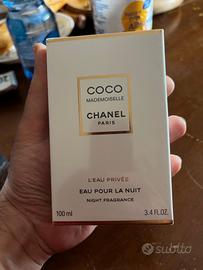 COCO
MADEMOISELLE
CHANEL
PARIS
L'EAU PRIVÉE
EAU POUR LA NUIT
NIGHT FRAGRANCE
100 ml 3.4 FL. OZ.
subito